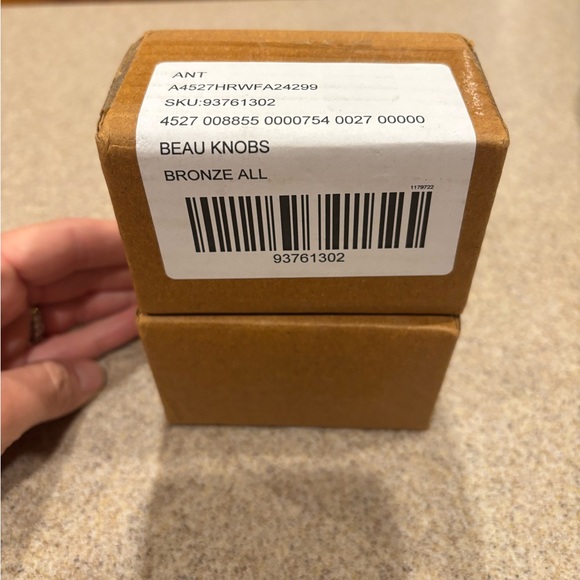 ANT
A4527HRWFA24299
SKU:93761302
4527 008855 0000754 0027 00000
BEAU KNOBS
BRONZE ALL
1179722
93761302